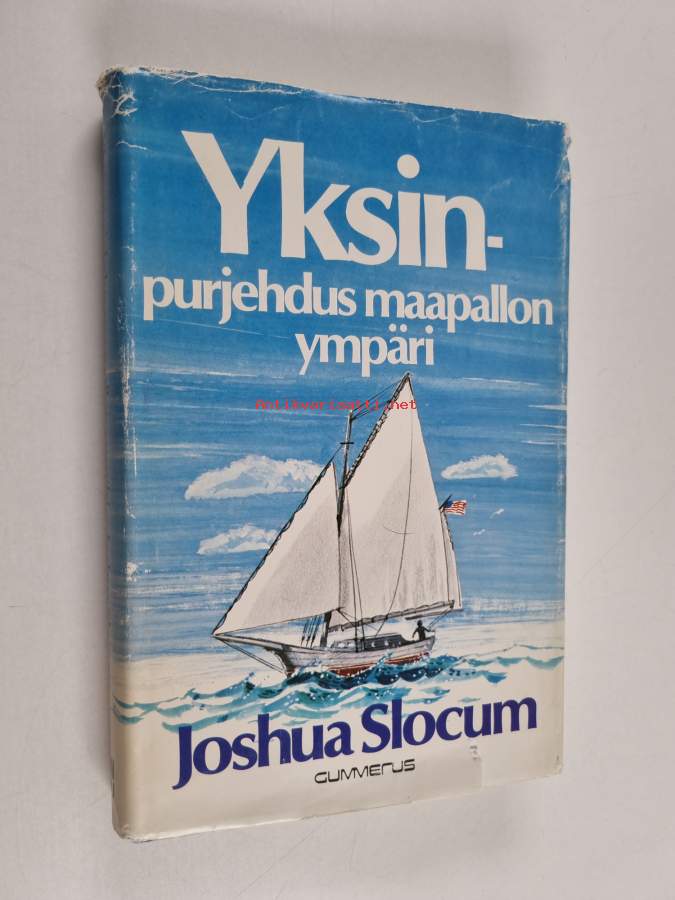 Yksin-
purjehdus maapallon
ympäri
Antikvariaatti.net
Joshua Slocum
GUMMERUS